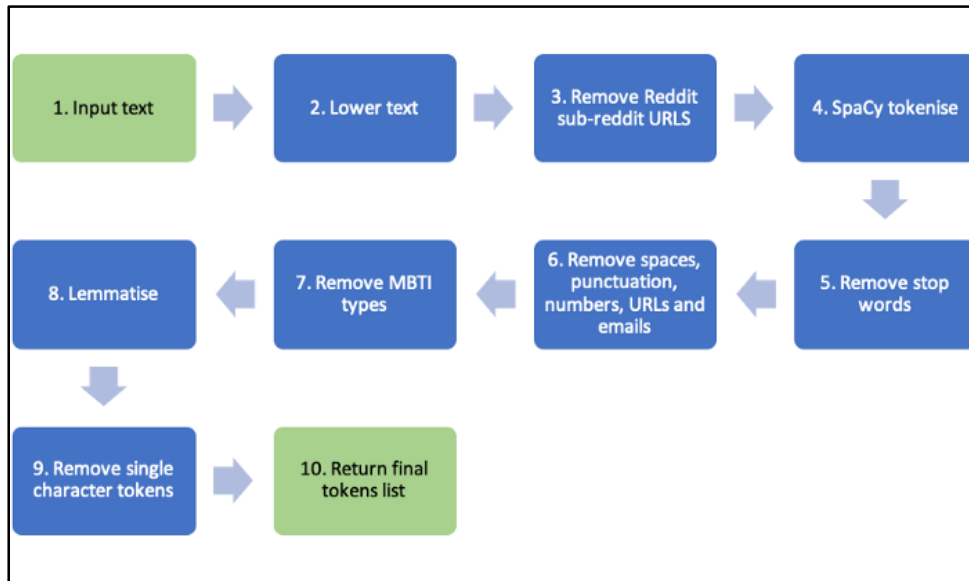 1. Input text
2. Lower text
3. Remove Reddit
sub-reddit URLS
4. SpaCy tokenise
5. Remove stop
words
6. Remove spaces,
punctuation,
numbers, URLs and
emails
7. Remove MBTI
types
8. Lemmatise
9. Remove single
character tokens
10. Return final
tokens list